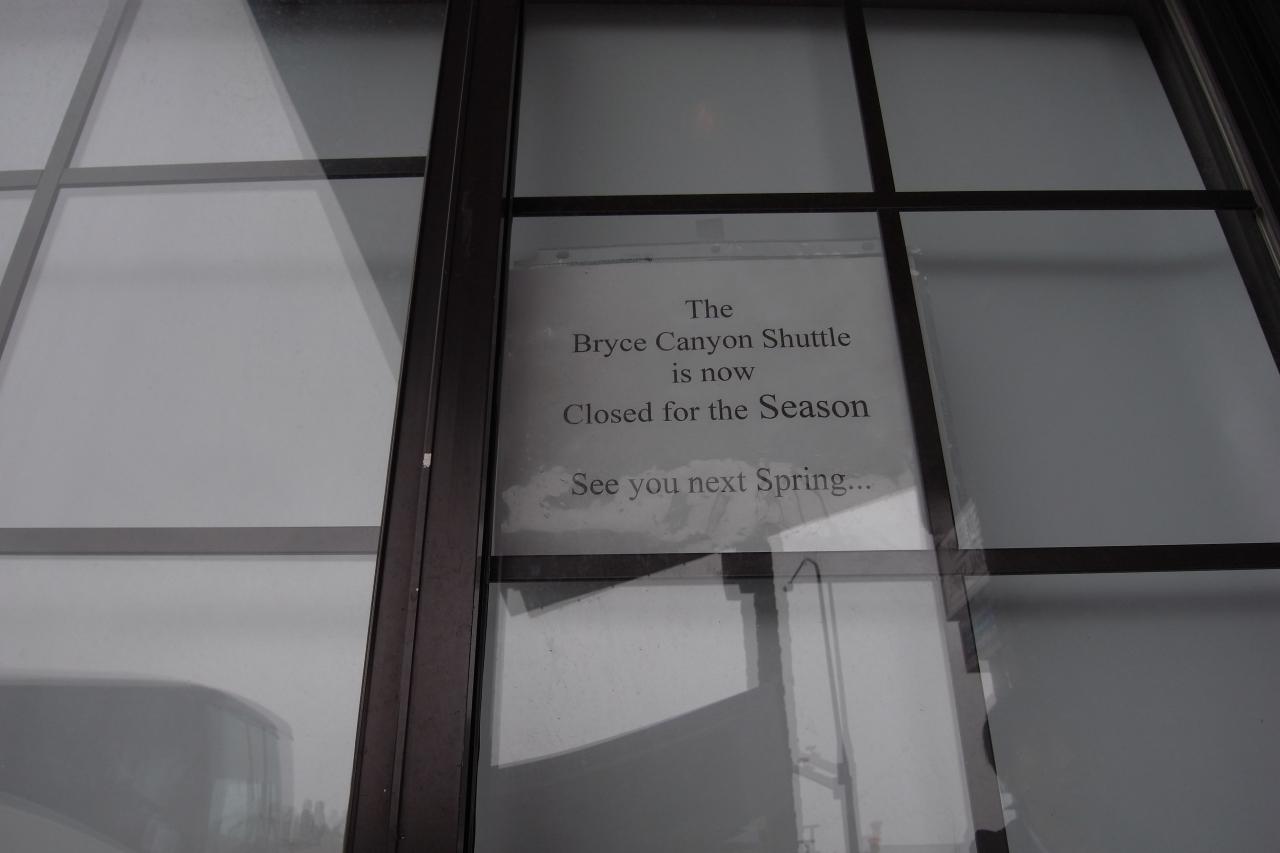 The
Bryce Canyon Shuttle
is now
Closed for the Season
See you next Spring...